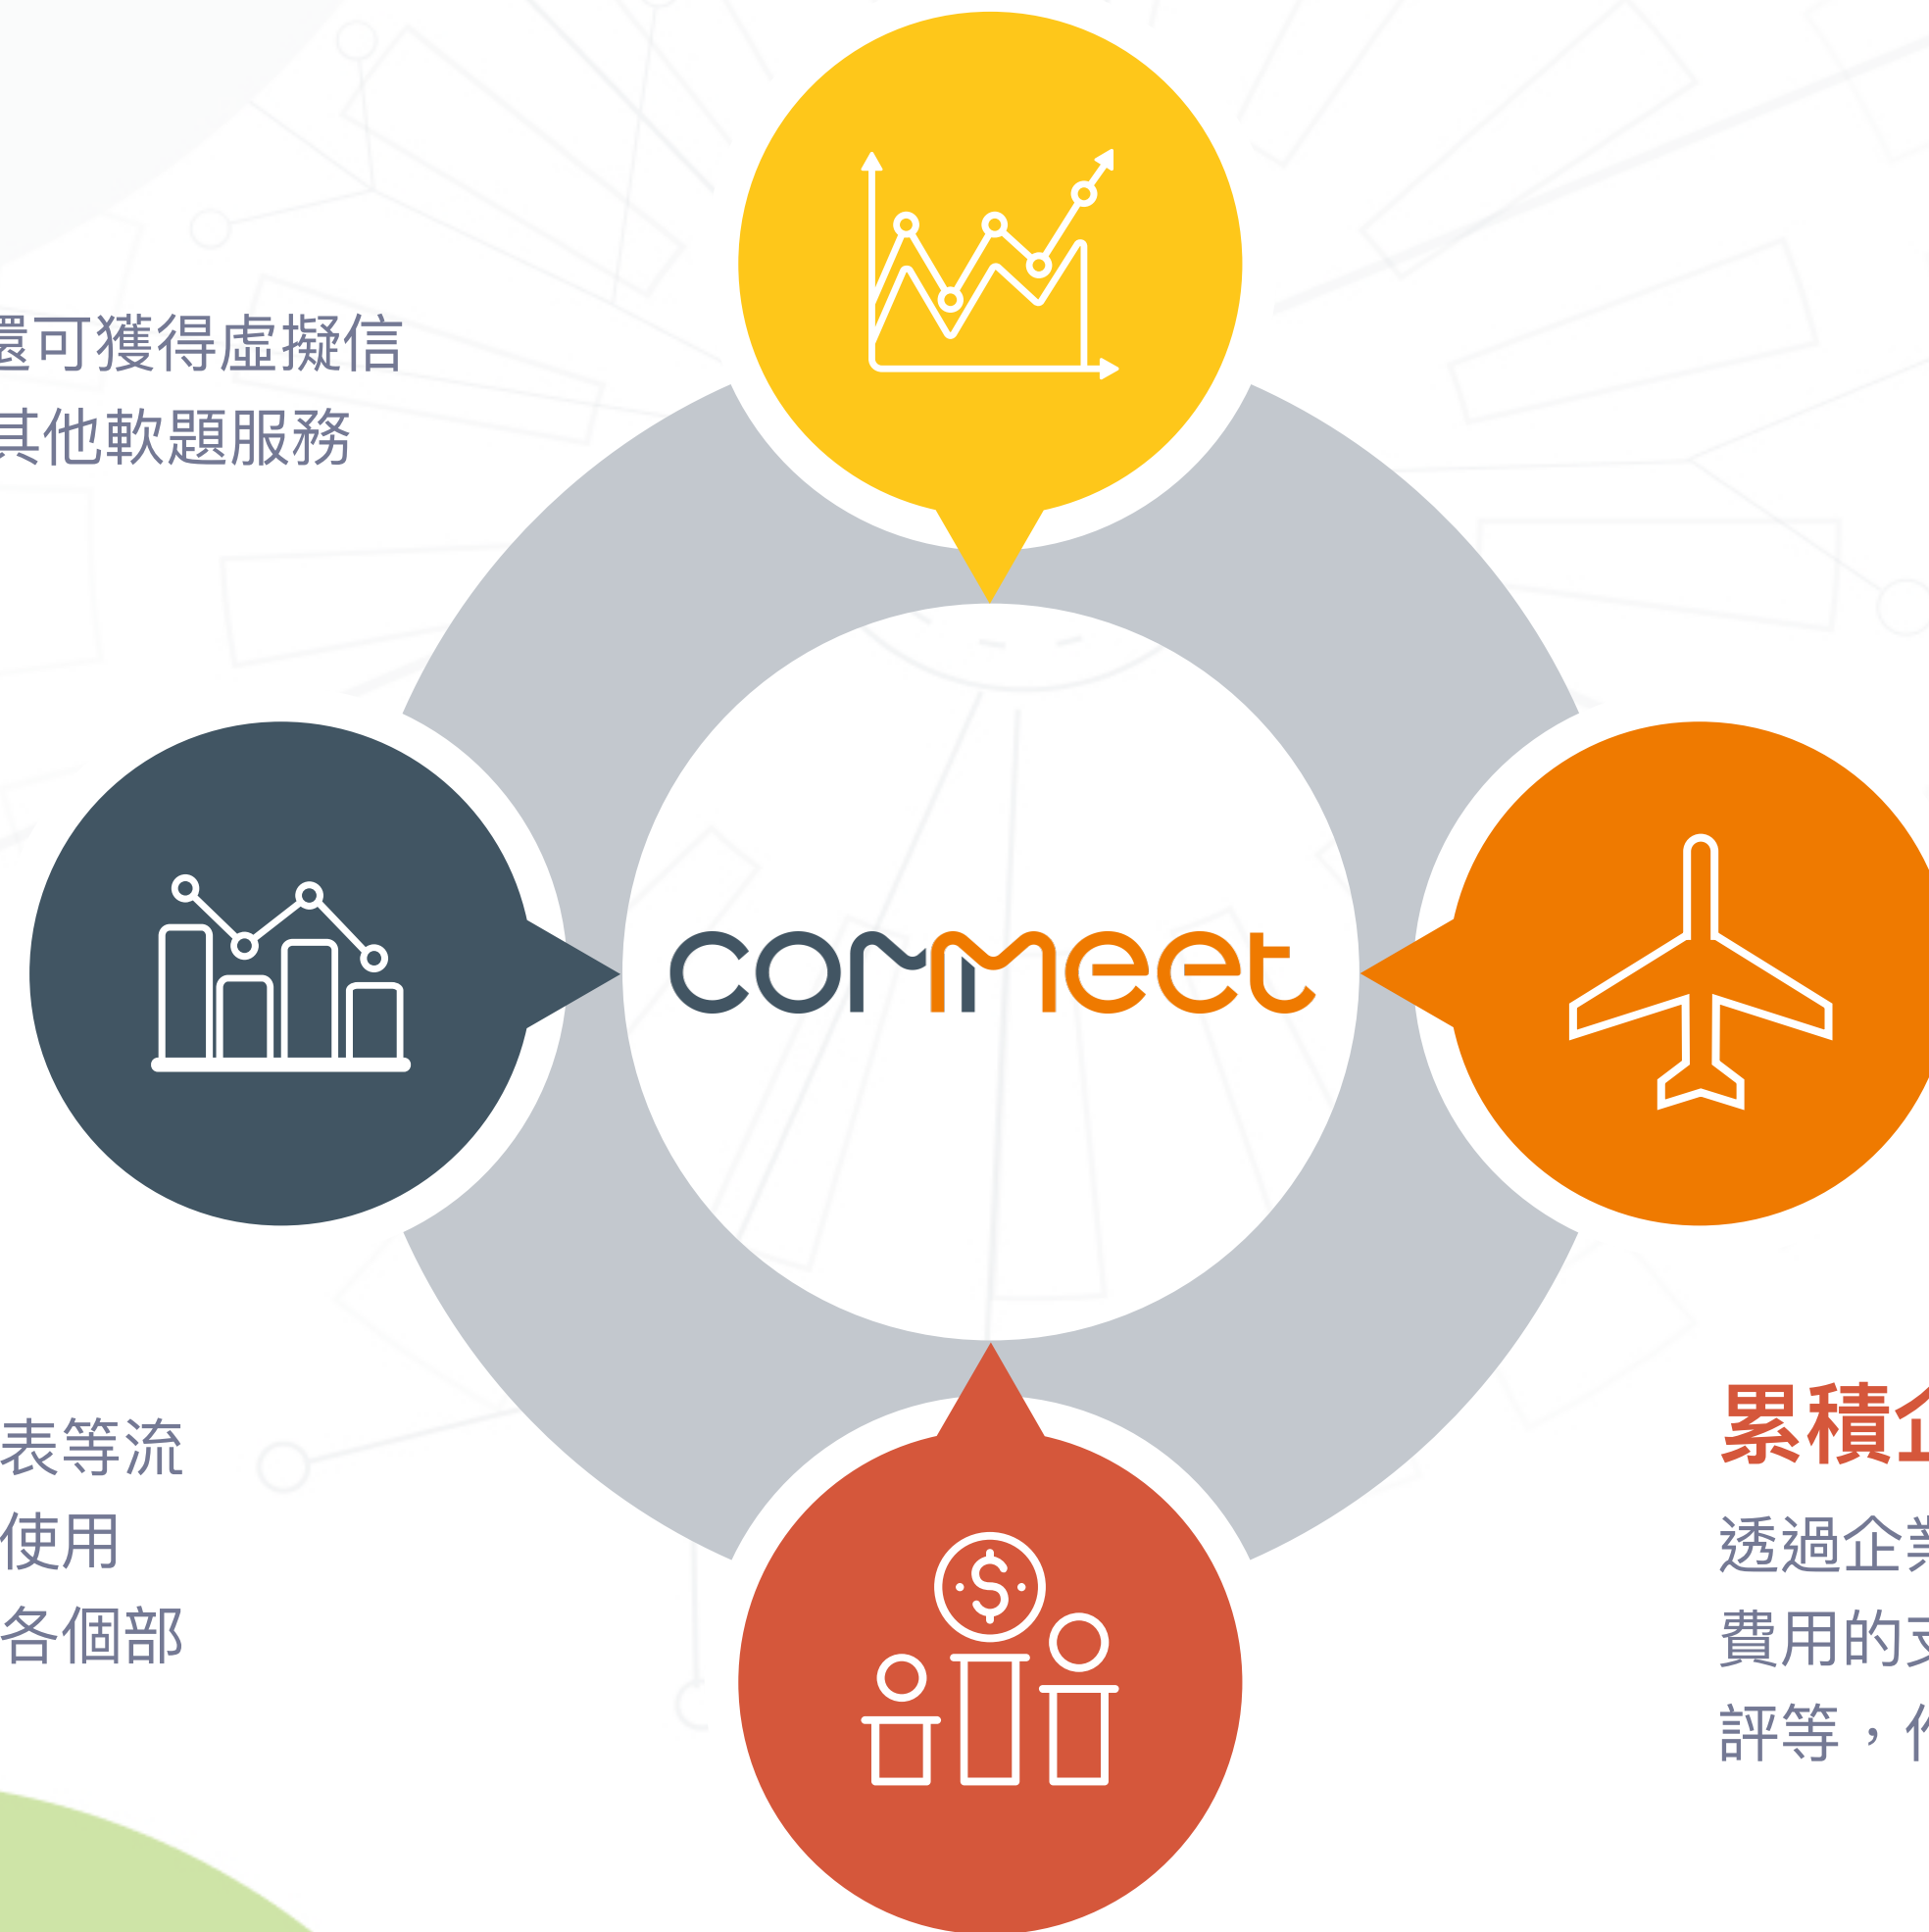 還可獲得虛擬信
其他軟題服務
commeet
表等流
使用
各個部
累積企
透過企業
費用的支
評等，作